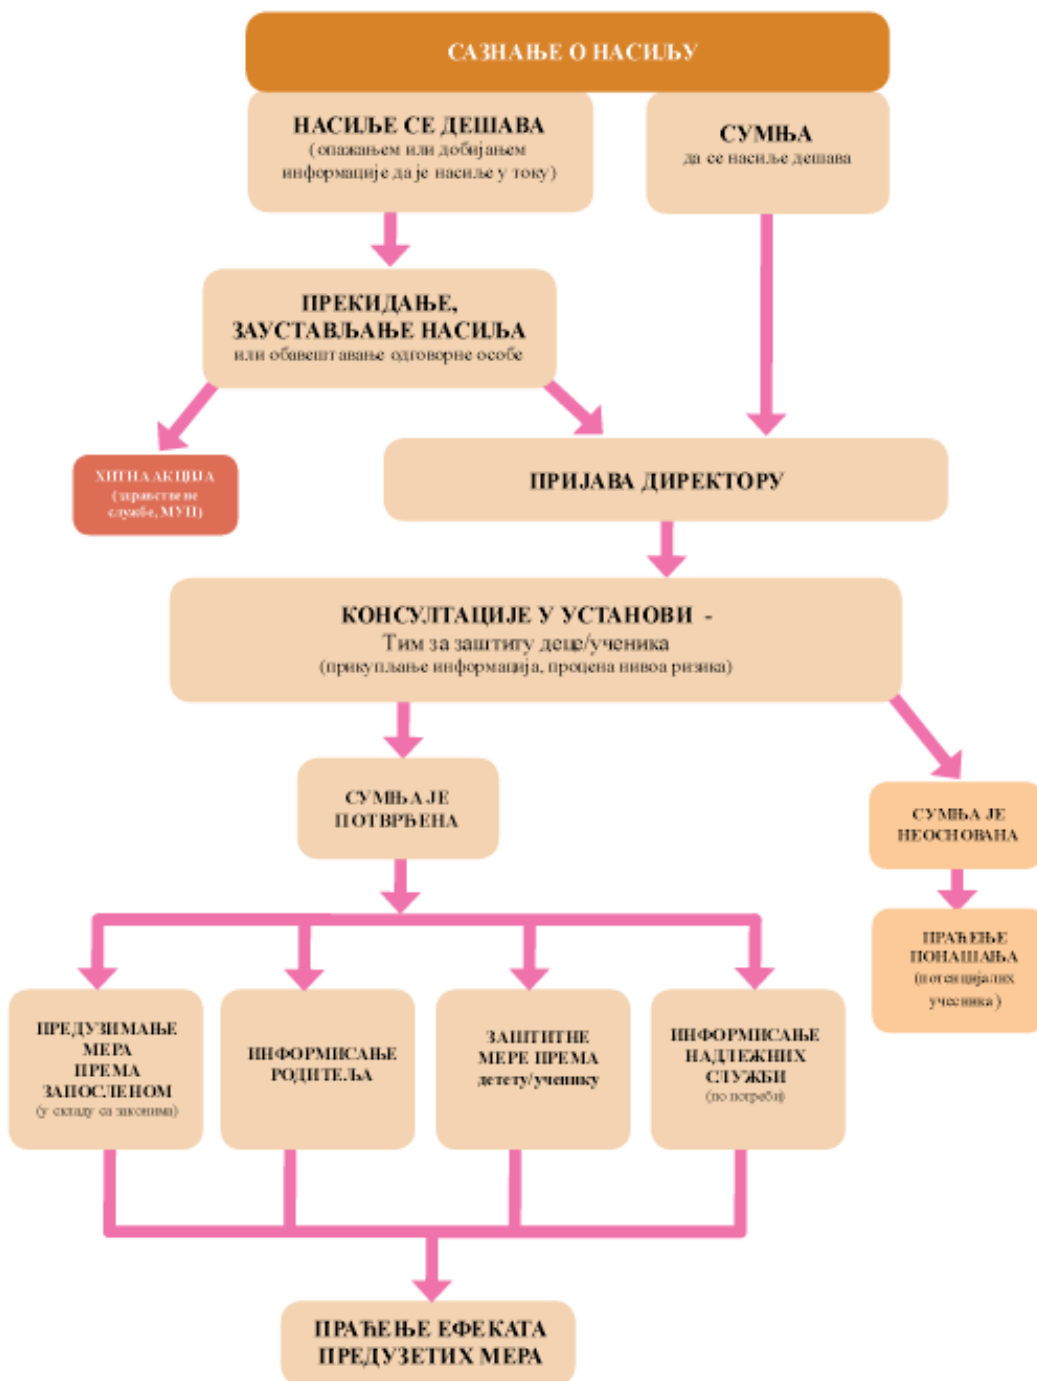 САЗНАЊЕ О НАСИЉУ
НАСИЉЕ СЕ ДЕШАВА
(опажањем или добијањем
информације да је насиље у току)
СУМЊА
да се насиље дешава
ПРЕКИДАЊЕ,
ЗАУСТАВЉАЊЕ НАСИЉА
или обавештавање одговорне особе
ХИТНА АКЦИЈА
(здравствене
службе, МУП)
ПРИЈАВА ДИРЕКТОРУ
КОНСУЛТАЦИЈЕ У УСТАНОВИ -
Тим за заштиту деце/ученика
(прикупљање информација, процена нивоа ризика)
СУМЊА ЈЕ
ПОТВРЂЕНА
СУМЊА ЈЕ
НЕОСНОВАНА
ПРАЋЕЊЕ
ПОНАШАЊА
(потенцијалих
учесника)
ПРЕДУЗИМАЊЕ
МЕРА
ПРЕМА
ЗАПОСЛЕНОМ
(у складу са законима)
ИНФОРМИСАЊЕ
РОДИТЕЉА
ЗАШТИТНЕ
МЕРЕ ПРЕМА
детету/ученику
ИНФОРМИСАЊЕ
НАДЛЕЖНИХ
СЛУЖБИ
(по потреби)
ПРАЋЕЊЕ ЕФЕКАТА
ПРЕДУЗЕТИХ МЕРА